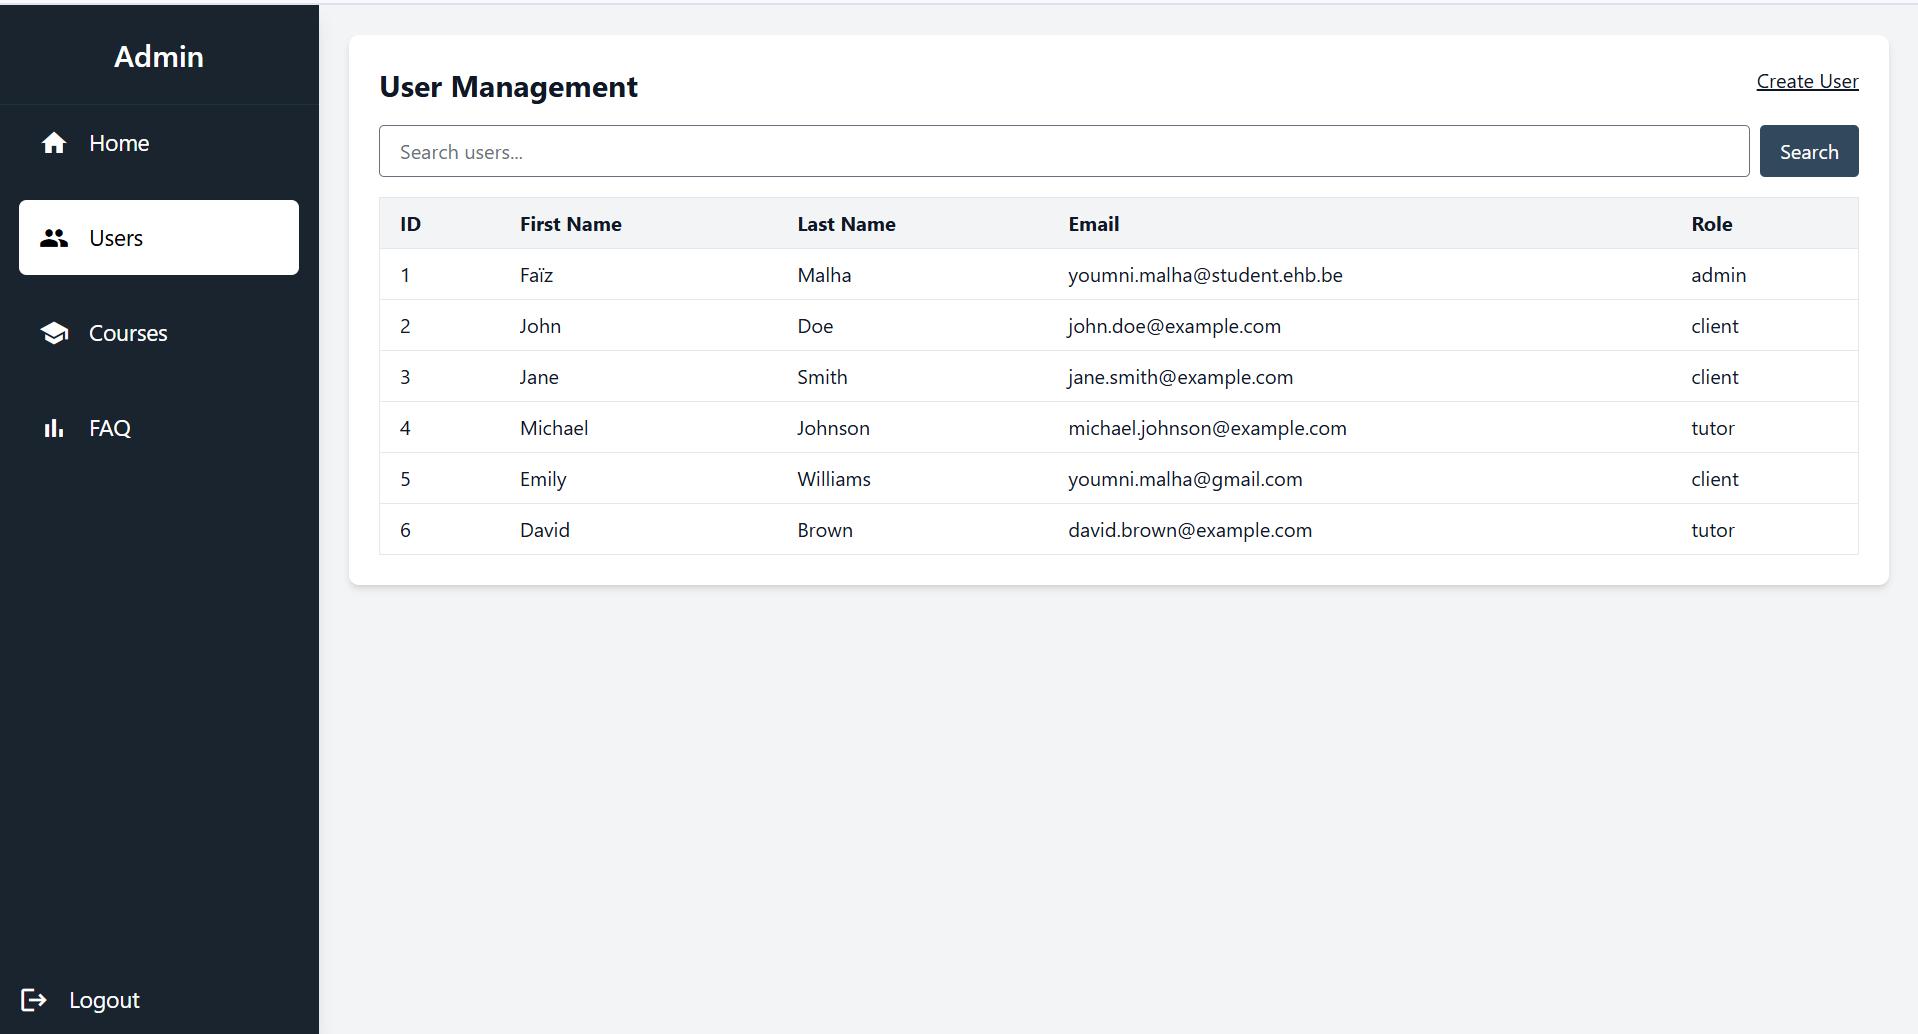 Admin
Home
Users
Courses
FAQ
Logout
User Management
Create User
Search users...
Search
ID First Name Last Name Email Role
1 Faïz Malha youmni.malha@student.ehb.be admin
2 John Doe john.doe@example.com client
3 Jane Smith jane.smith@example.com client
4 Michael Johnson michael.johnson@example.com tutor
5 Emily Williams youmni.malha@gmail.com client
6 David Brown david.brown@example.com tutor